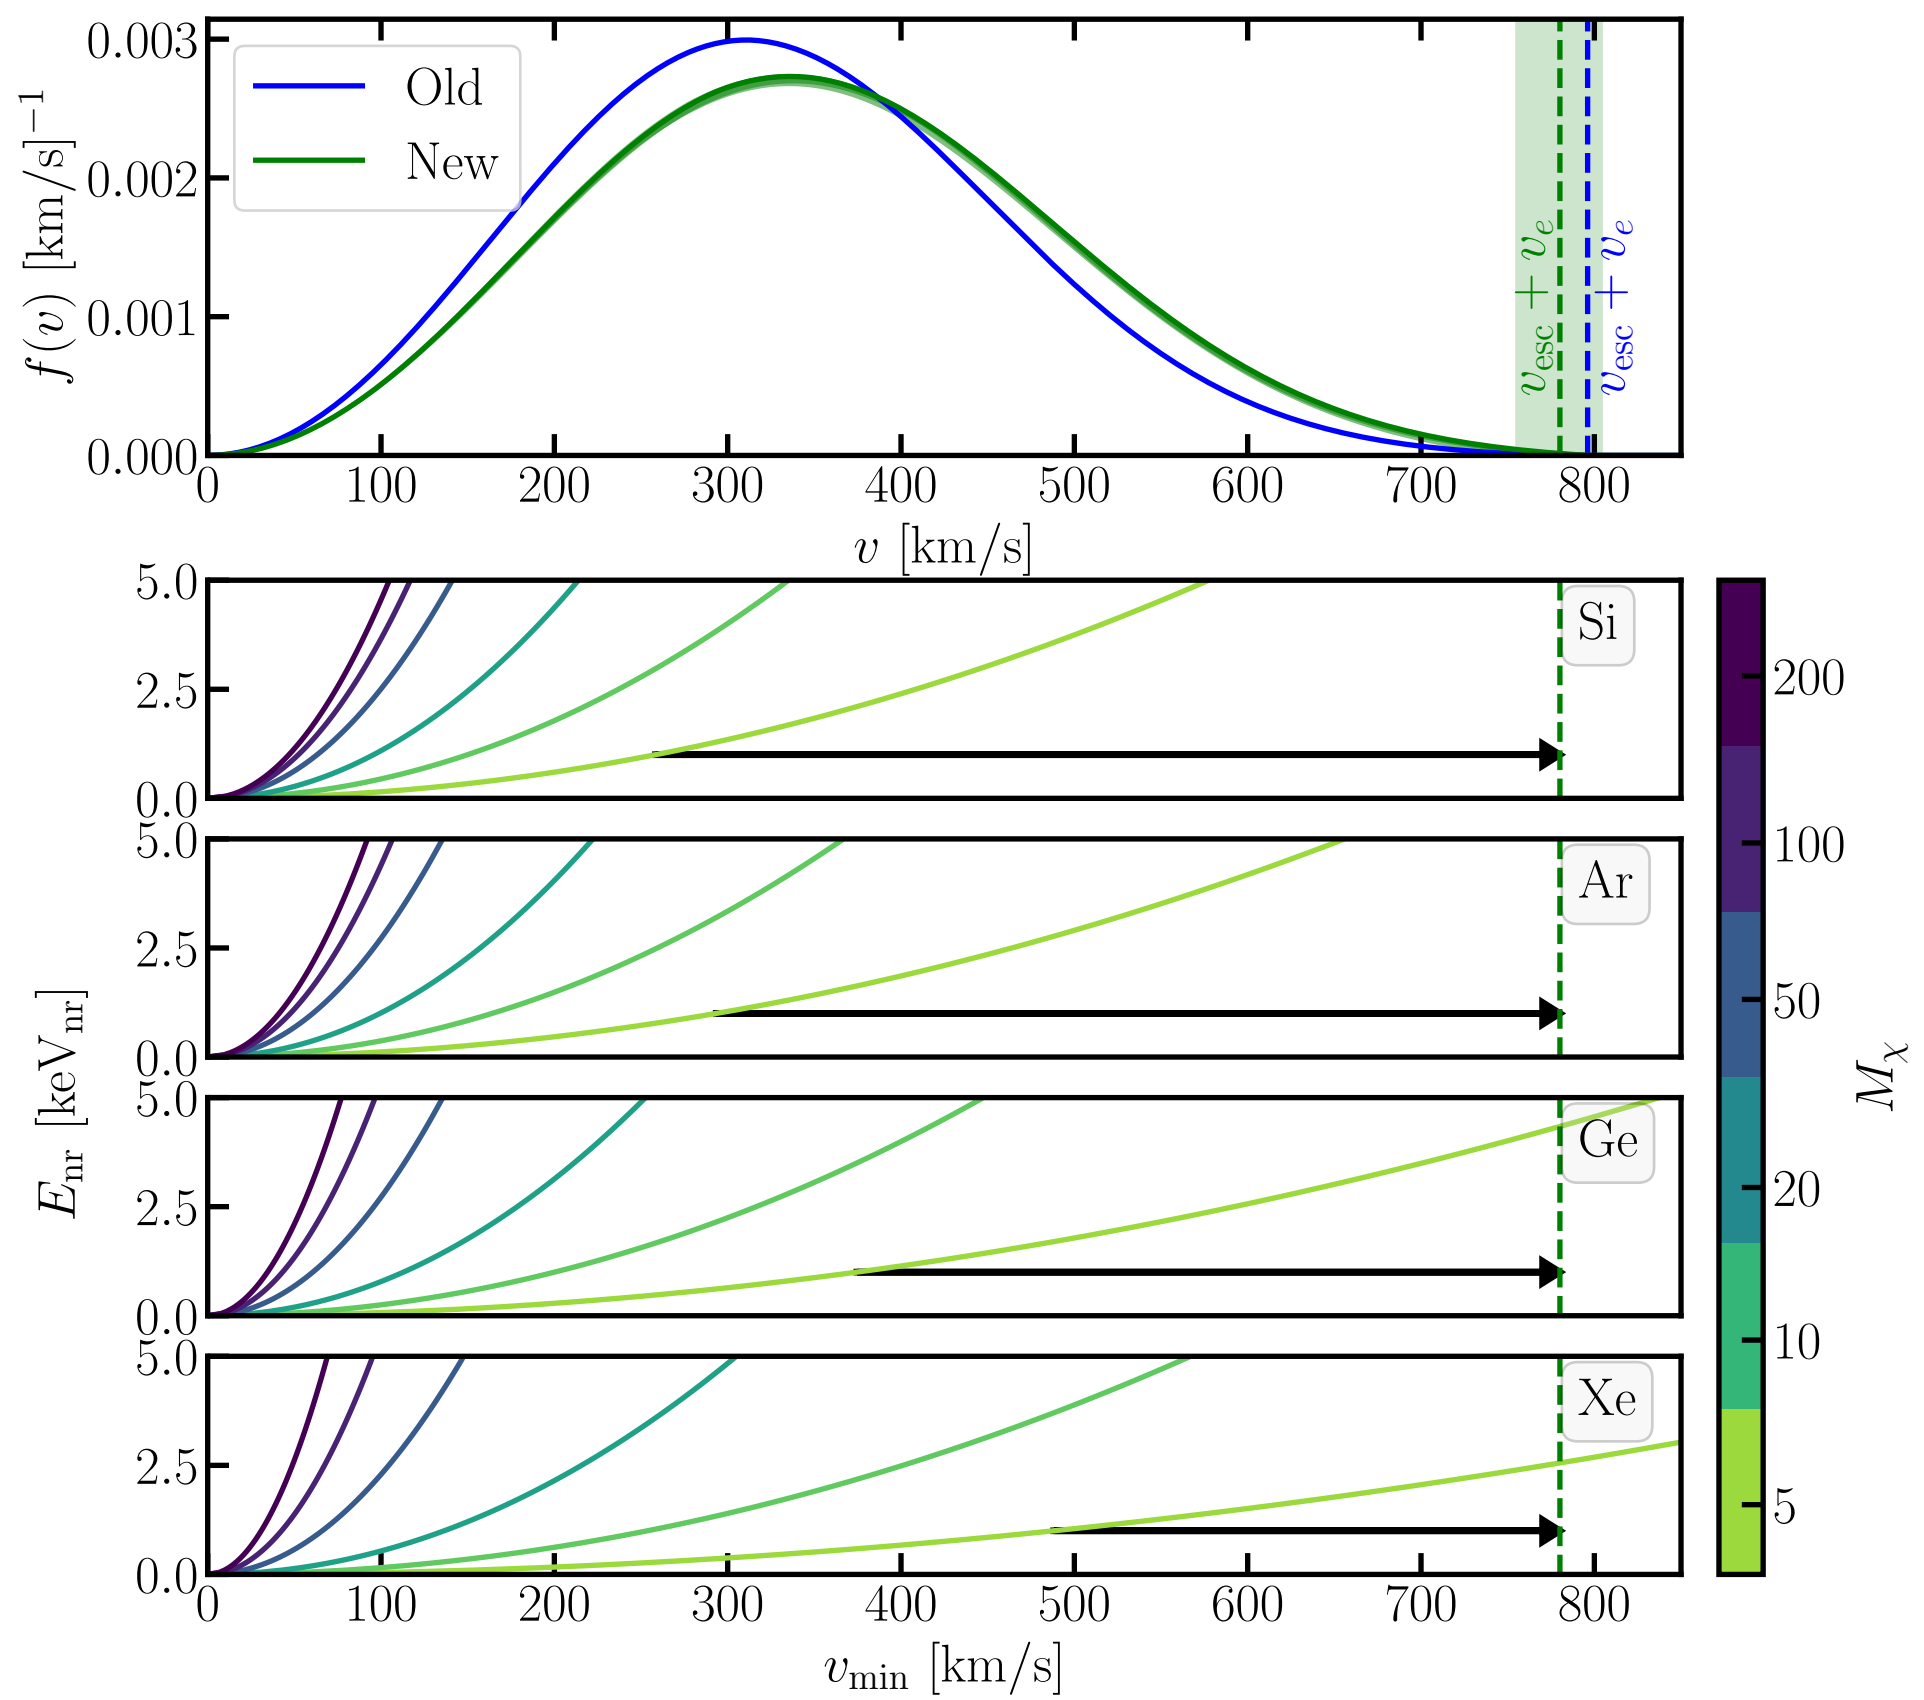 f(v) [km/s]⁻¹
0.003
0.002
0.001
0.000
Old
New
v_esc + v_e
v_esc + v_e
0 100 200 300 400 500 600 700 800
v [km/s]
E_nr [keV_nr]
5.0
2.5
0.0
Si
5.0
2.5
0.0
Ar
5.0
2.5
0.0
Ge
5.0
2.5
0.0
Xe
0 100 200 300 400 500 600 700 800
v_min [km/s]
200
100
50
20
10
5
M_χ